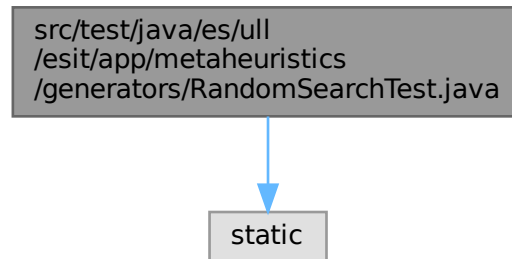 src/test/java/es/ull
/esit/app/metaheuristics
/generators/RandomSearchTest.java
static